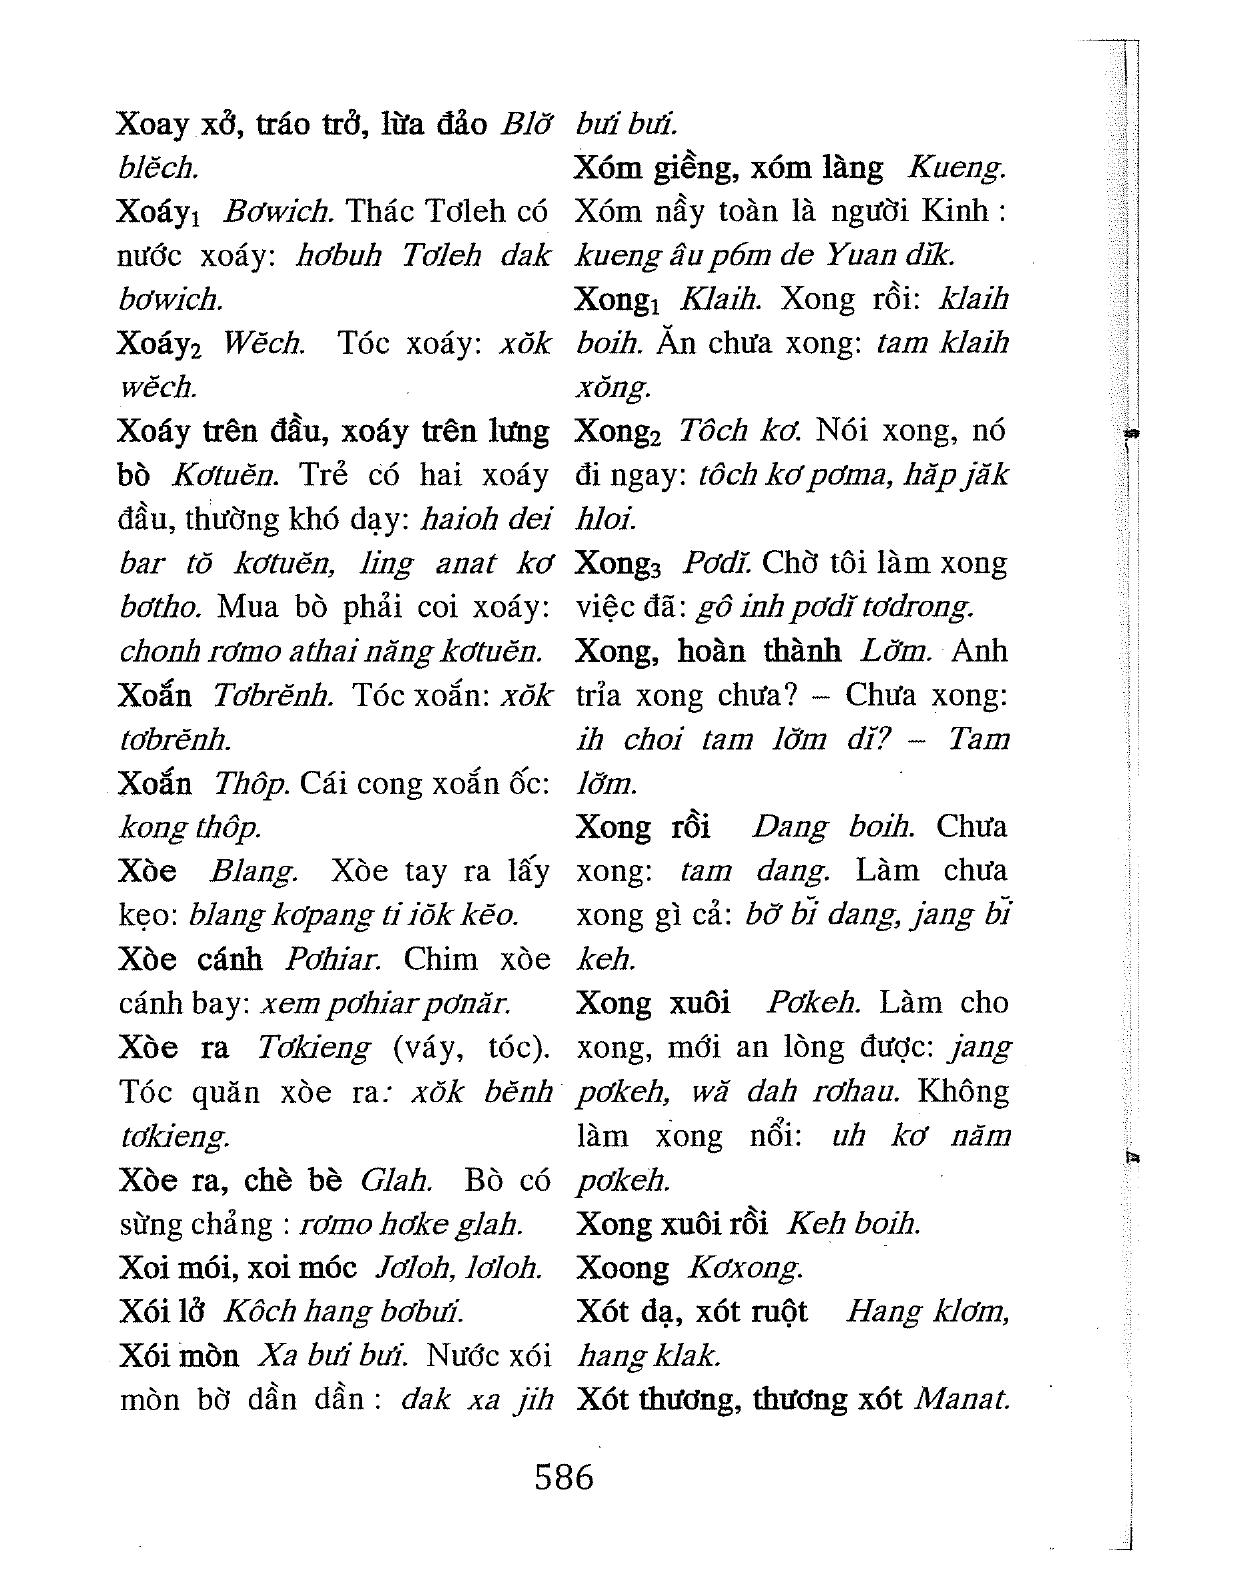 Xoay xở, tráo trở, lừa đảo Blơ̆
blĕch.
Xoáy₁ Bơwich. Thác Tơleh có
nước xoáy: hơbuh Tơleh dak
bơwich.
Xoáy₂ Wĕch. Tóc xoáy: xŏk
wĕch.
Xoáy trên đầu, xoáy trên lưng
bò Kơtuĕn. Trẻ có hai xoáy
đầu, thường khó dạy: haioh dei
bar tŏ kơtuĕn, ling anat kơ
bơtho. Mua bò phải coi xoáy:
chonh rơmo athai năng kơtuĕn.
Xoắn Tơbrĕnh. Tóc xoắn: xŏk
tơbrĕnh.
Xoắn Thôp. Cái cong xoắn ốc:
kong thôp.
Xòe Blang. Xòe tay ra lấy
kẹo: blang kơpang ti iŏk kĕo.
Xòe cánh Pơhiar. Chim xòe
cánh bay: xem pơhiar pơnăr.
Xòe ra Tơkieng (váy, tóc).
Tóc quăn xòe ra: xŏk bĕnh
tơkieng.
Xòe ra, chè bè Glah. Bò có
sừng chảng : rơmo hơke glah.
Xoi mói, xoi móc Jơloh, lơloh.
Xói lở Kôch hang bơbưi.
Xói mòn Xa bưi bưi. Nước xói
mòn bờ dần dần : dak xa jih
bưi bưi.
Xóm giềng, xóm làng Kueng.
Xóm nầy toàn là người Kinh :
kueng âu pôm de Yuan dĭk.
Xong₁ Klaih. Xong rồi: klaih
boih. Ăn chưa xong: tam klaih
xŏng.
Xong₂ Tôch kơ. Nói xong, nó
đi ngay: tôch kơ pơma, hăp jăk
hloi.
Xong₃ Pơdĭ. Chờ tôi làm xong
việc đã: gô inh pơdĭ tơdrong.
Xong, hoàn thành Lơ̆m. Anh
trỉa xong chưa? – Chưa xong:
ih choi tam lơ̆m dĭ? – Tam
lơ̆m.
Xong rồi Dang boih. Chưa
xong: tam dang. Làm chưa
xong gì cả: bơ̆ bĭ dang, jang bĭ
keh.
Xong xuôi Pơkeh. Làm cho
xong, mới an lòng được: jang
pơkeh, wă dah rơhau. Không
làm xong nổi: uh kơ năm
pơkeh.
Xong xuôi rồi Keh boih.
Xoong Kơxong.
Xót dạ, xót ruột Hang klơm,
hang klak.
Xót thương, thương xót Manat.
586